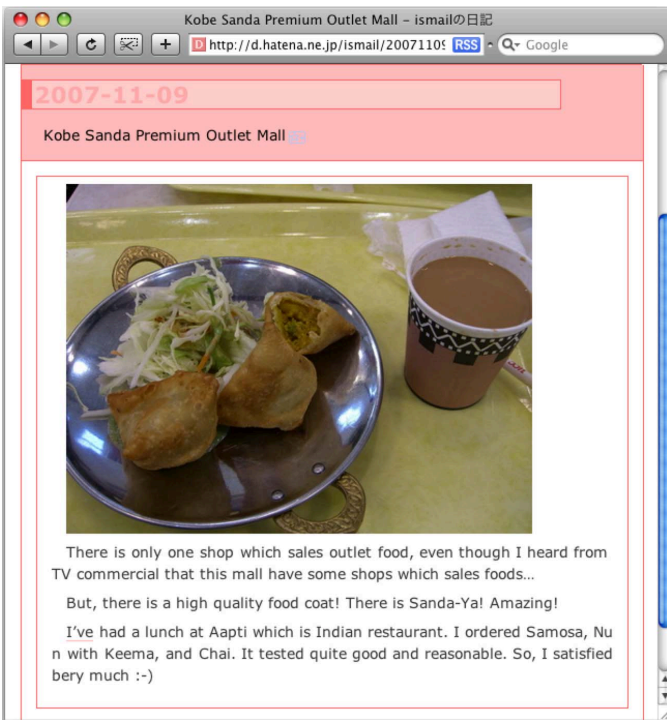 Kobe Sanda Premium Outlet Mall – ismailの日記
http://d.hatena.ne.jp/ismail/20071109
RSS
Google
2007-11-09
Kobe Sanda Premium Outlet Mall
There is only one shop which sales outlet food, even though I heard from
TV commercial that this mall have some shops which sales foods…
But, there is a high quality food coat! There is Sanda-Ya! Amazing!
I've had a lunch at Aapti which is Indian restaurant. I ordered Samosa, Nu
n with Keema, and Chai. It tested quite good and reasonable. So, I satisfied
bery much :-)